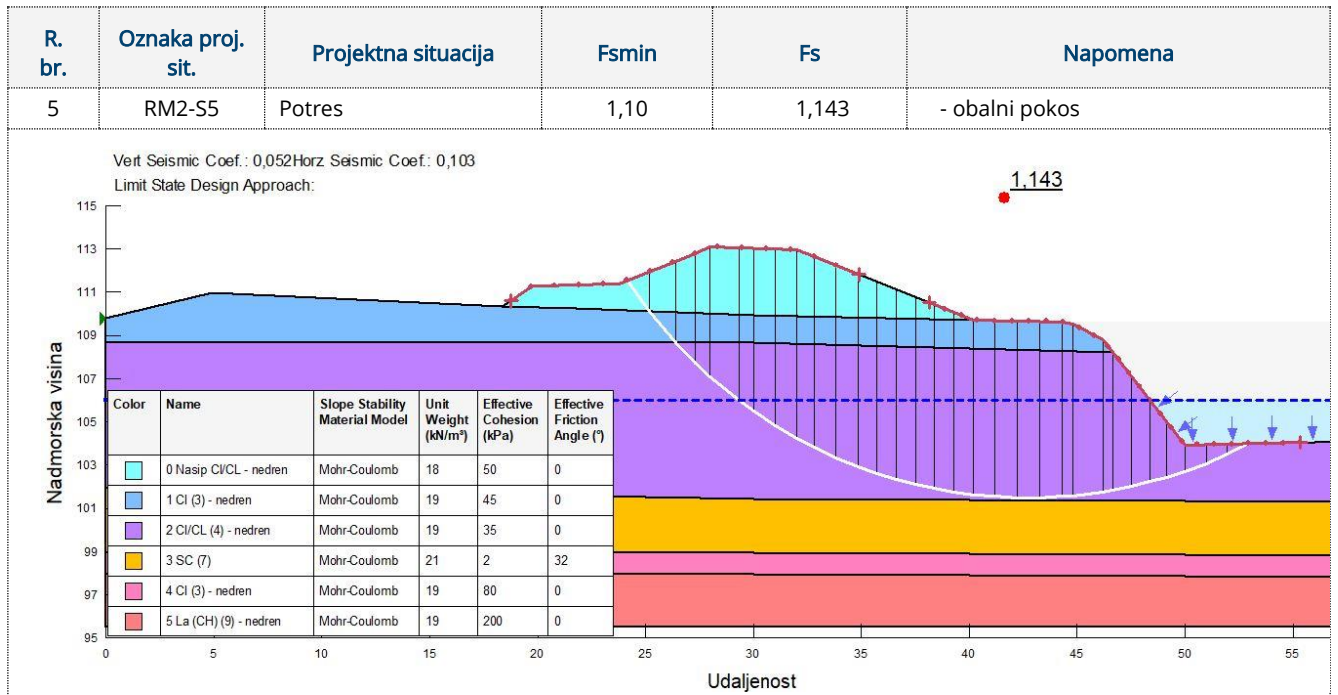 R. br. Oznaka proj. sit. Projektna situacija Fsmin Fs Napomena
5 RM2-S5 Potres 1,10 1,143 - obalni pokos
Vert Seismic Coef.: 0,052Horz Seismic Coef.: 0,103
Limit State Design Approach:
1,143
115
113
111
109
107
105
103
101
99
97
95
Nadmorska visina
Color Name Slope Stability Material Model Unit Weight (kN/m³) Effective Cohesion (kPa) Effective Friction Angle (°)
0 Nasip CI/CL - nedren Mohr-Coulomb 18 50 0
1 CI (3) - nedren Mohr-Coulomb 19 45 0
2 CI/CL (4) - nedren Mohr-Coulomb 19 35 0
3 SC (7) Mohr-Coulomb 21 2 32
4 CI (3) - nedren Mohr-Coulomb 19 80 0
5 La (CH) (9) - nedren Mohr-Coulomb 19 200 0
0 5 10 15 20 25 30 35 40 45 50 55
Udaljenost